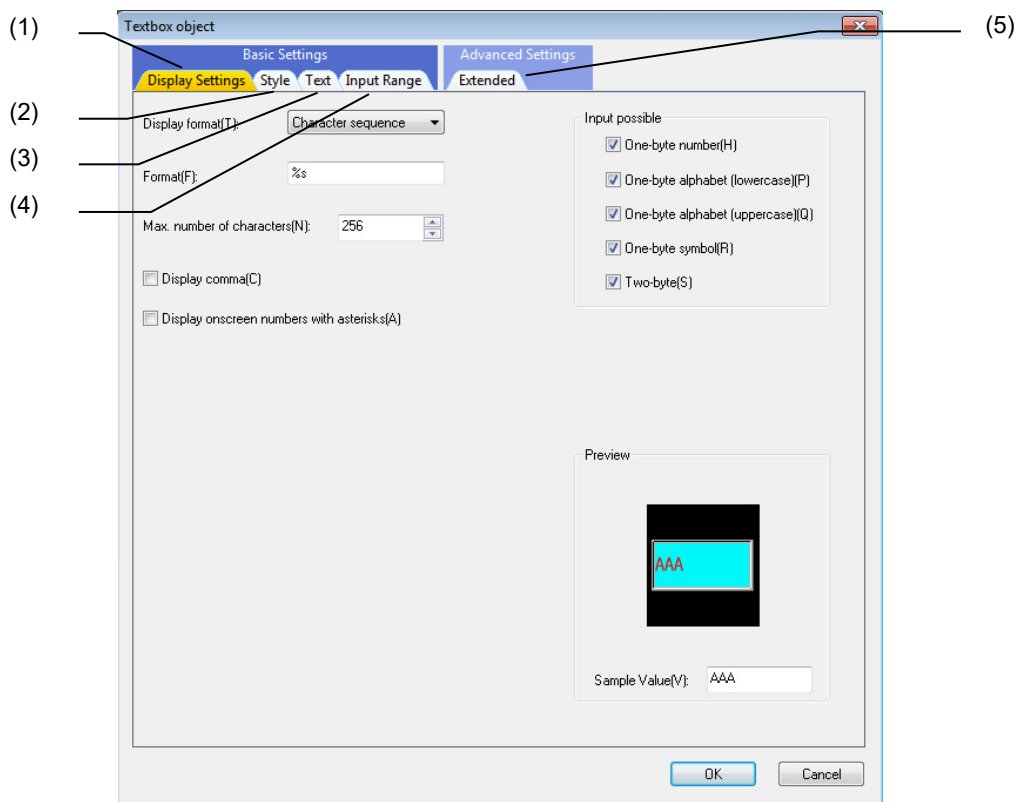 (1)
(2)
(3)
(4)
(5)
Textbox object
Basic Settings
Advanced Settings
Display Settings Style Text Input Range Extended
Display format(T): Character sequence
Format(F): %s
Max. number of characters(N): 256
Display comma(C)
Display onscreen numbers with asterisks(A)
Input possible
One-byte number(H)
One-byte alphabet (lowercase)(P)
One-byte alphabet (uppercase)(Q)
One-byte symbol(R)
Two-byte(S)
Preview
AAA
Sample Value(V): AAA
OK Cancel